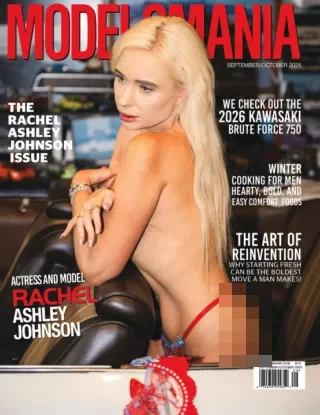 MODELSMANIA
SEPTEMBER-OCTOBER 2025
THE
RACHEL
ASHLEY
JOHNSON
ISSUE
WE CHECK OUT THE
2026 KAWASAKI
BRUTE FORCE 750
WINTER
COOKING FOR MEN
HEARTY, BOLD, AND
EASY COMFORT FOODS
THE ART OF
REINVENTION
WHY STARTING FRESH
CAN BE THE BOLDEST
MOVE A MAN MAKES!
ACTRESS AND MODEL
RACHEL
ASHLEY
JOHNSON